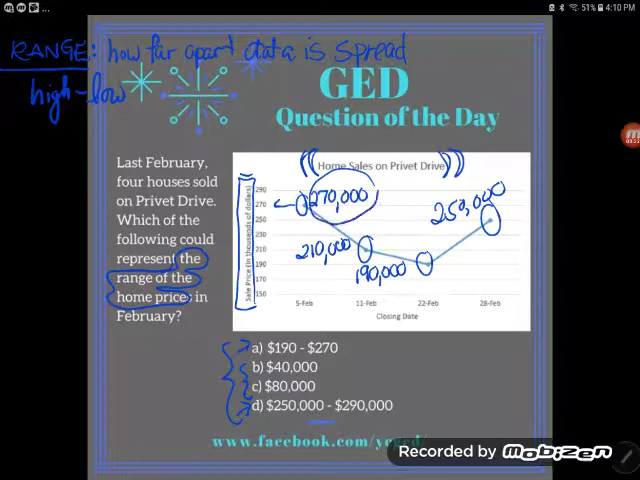 51% 4:10 PM
RANGE: how far apart data is spread
high-low
GED
Question of the Day
Last February,
four houses sold
on Privet Drive.
Which of the
following could
represent the
range of the
home prices in
February?
((Home Sales on Privet Drive))
Sale Price (in thousands of dollars)
290
270
250
230
210
190
170
150
270,000
210,000
190,000
250,000
5-Feb 11-Feb 22-Feb 28-Feb
Closing Date
a) $190 - $270
b) $40,000
c) $80,000
d) $250,000 - $290,000
Recorded by Mobizen